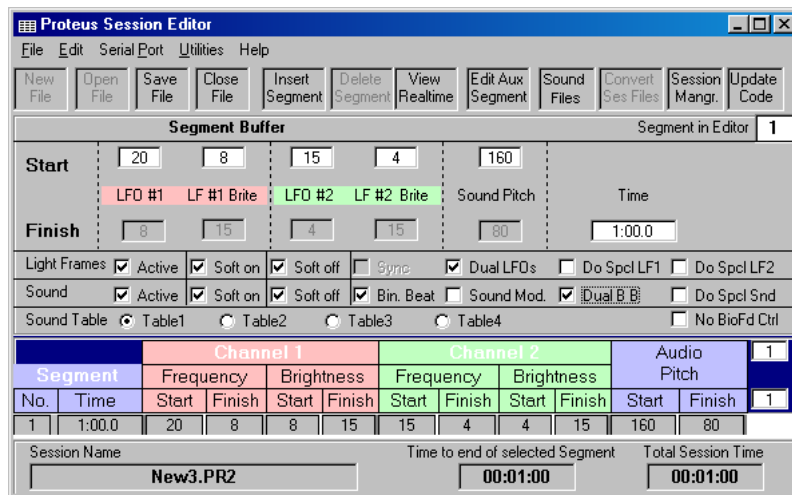 Proteus Session Editor
File Edit Serial Port Utilities Help
New File Open File Save File Close File Insert Segment Delete Segment View Realtime Edit Aux Segment Sound Files Convert Ses Files Session Mangr. Update Code
Segment Buffer Segment in Editor 1
Start 20 8 15 4 160
LFO #1 LF #1 Brite LFO #2 LF #2 Brite Sound Pitch Time
Finish 8 15 4 15 80 1:00.0
Light Frames Active Soft on Soft off Sync Dual LFOs Do Spcl LF1 Do Spcl LF2
Sound Active Soft on Soft off Bin. Beat Sound Mod. Dual B B Do Spcl Snd
Sound Table Table1 Table2 Table3 Table4 No BioFd Ctrl
Channel 1 Channel 2 Audio Pitch 1
Segment Frequency Brightness Frequency Brightness
No. Time Start Finish Start Finish Start Finish Start Finish Start Finish 1
1 1:00.0 20 8 8 15 15 4 4 15 160 80
Session Name Time to end of selected Segment Total Session Time
New3.PR2 00:01:00 00:01:00